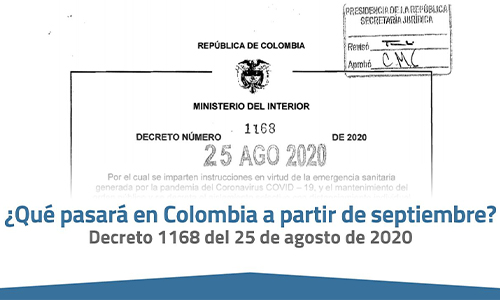 PRESIDENCIA DE LA REPÚBLICA
SECRETARÍA JURÍDICA
Revisó
Aprobó CMC
REPÚBLICA DE COLOMBIA
MINISTERIO DEL INTERIOR
DECRETO NÚMERO 1168 DE 2020
25 AGO 2020
Por el cual se imparten instrucciones en virtud de la emergencia sanitaria
generada por la pandemia del Coronavirus COVID – 19, y el mantenimiento del
¿Qué pasará en Colombia a partir de septiembre?
Decreto 1168 del 25 de agosto de 2020